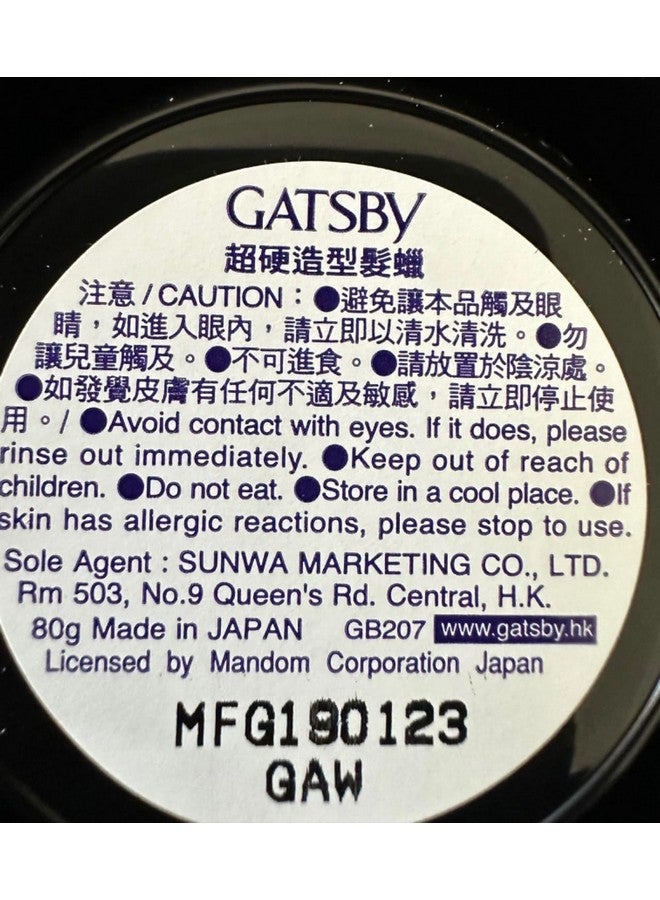 GATSBY
超硬造型髮蠟
注意 / CAUTION：●避免讓本品觸及眼
睛，如進入眼內，請立即以清水清洗。●勿
讓兒童觸及。●不可進食。●請放置於陰涼處。
●如發覺皮膚有任何不適及敏感，請立即停止使
用。/ ●Avoid contact with eyes. If it does, please
rinse out immediately. ●Keep out of reach of
children. ●Do not eat. ●Store in a cool place. ●If
skin has allergic reactions, please stop to use.
Sole Agent : SUNWA MARKETING CO., LTD.
Rm 503, No.9 Queen's Rd. Central, H.K.
80g Made in JAPAN GB207 www.gatsby.hk
Licensed by Mandom Corporation Japan
MFG190123
GAW